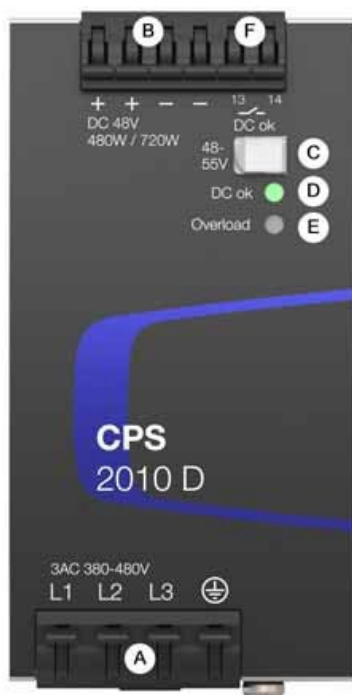 B
F
+ + - -
13 14
DC 48V
480W / 720W
DC ok
48-
55V
C
DC ok
D
Overload
E
CPS
2010 D
3AC 380-480V
L1 L2 L3
A